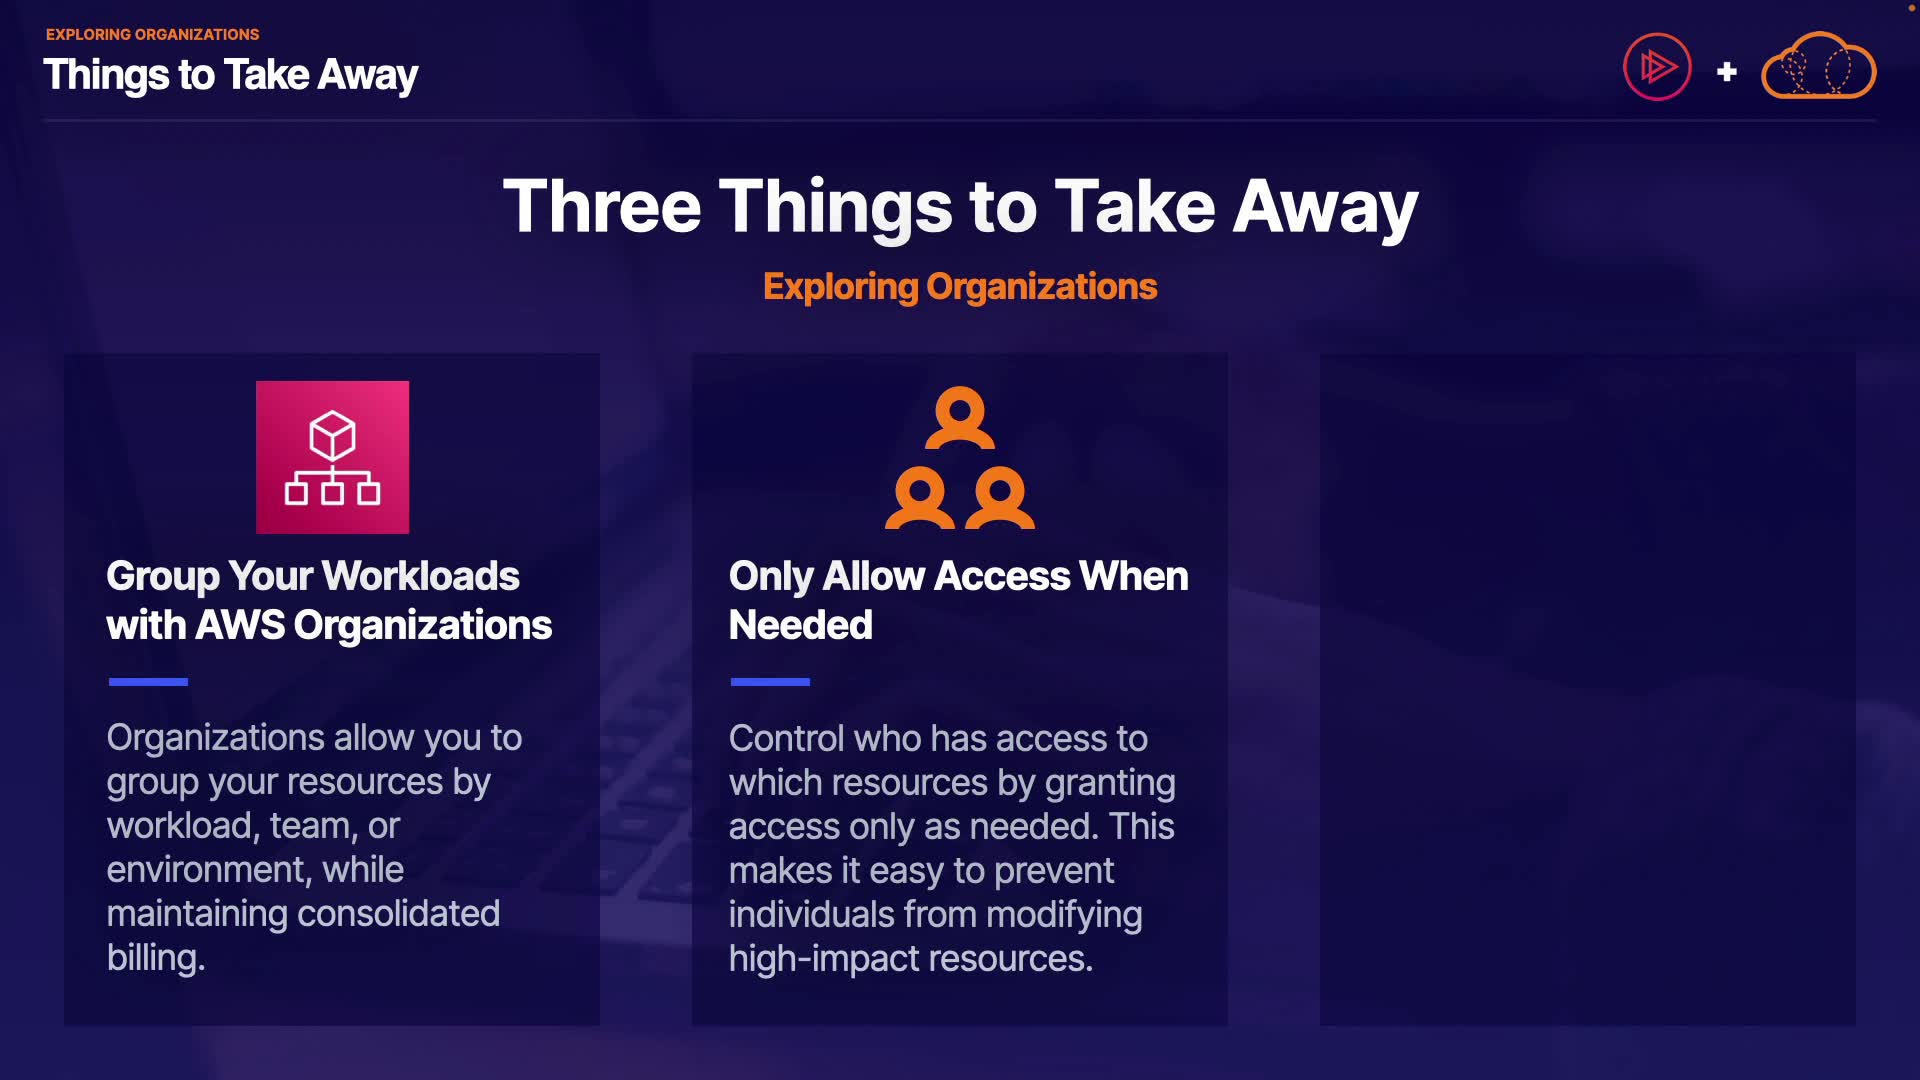 EXPLORING ORGANIZATIONS
Things to Take Away
Three Things to Take Away
Exploring Organizations
Group Your Workloads
with AWS Organizations
Organizations allow you to
group your resources by
workload, team, or
environment, while
maintaining consolidated
billing.
Only Allow Access When
Needed
Control who has access to
which resources by granting
access only as needed. This
makes it easy to prevent
individuals from modifying
high-impact resources.